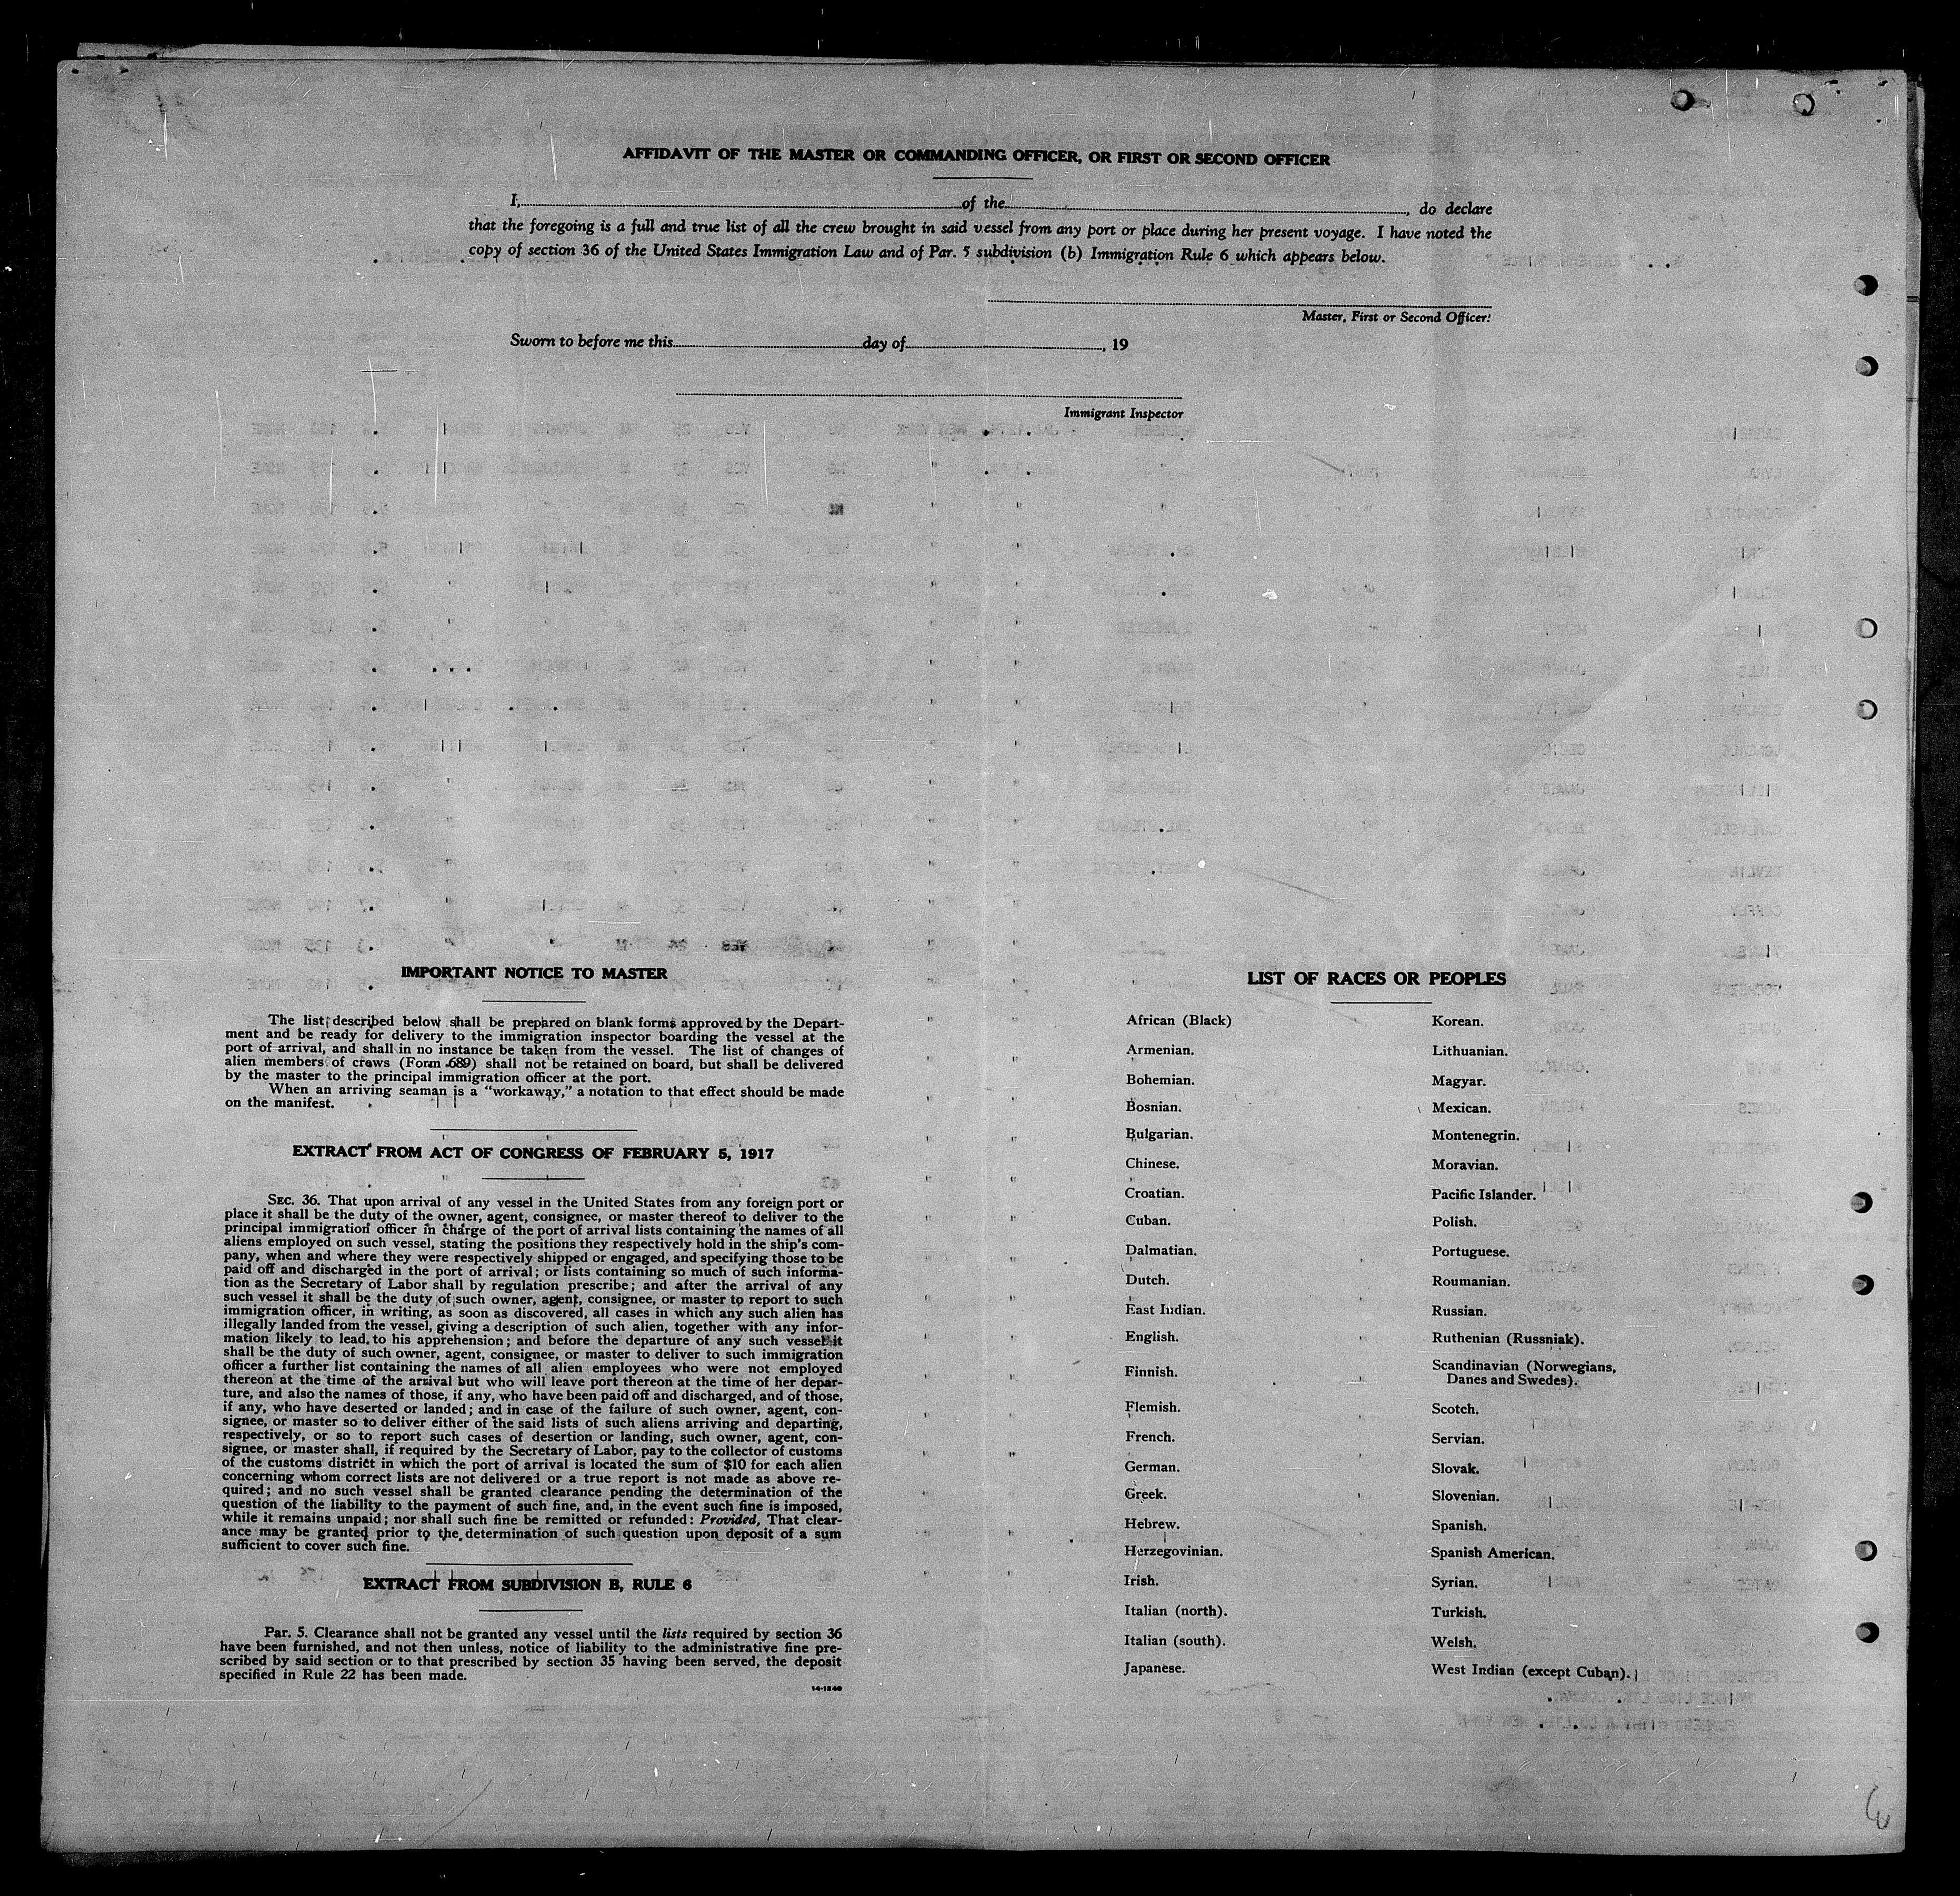 AFFIDAVIT OF THE MASTER OR COMMANDING OFFICER, OR FIRST OR SECOND OFFICER
I, of the , do declare
that the foregoing is a full and true list of all the crew brought in said vessel from any port or place during her present voyage. I have noted the
copy of section 36 of the United States Immigration Law and of Par. 5 subdivision (b) Immigration Rule 6 which appears below.
Master, First or Second Officer.
Sworn to before me this day of , 19
Immigrant Inspector
IMPORTANT NOTICE TO MASTER
The list described below shall be prepared on blank forms approved by the Depart-
ment and be ready for delivery to the immigration inspector boarding the vessel at the
port of arrival, and shall in no instance be taken from the vessel. The list of changes of
alien members of crews (Form 689) shall not be retained on board, but shall be delivered
by the master to the principal immigration officer at the port.
When an arriving seaman is a “workaway,” a notation to that effect should be made
on the manifest.
EXTRACT FROM ACT OF CONGRESS OF FEBRUARY 5, 1917
SEC. 36. That upon arrival of any vessel in the United States from any foreign port or
place it shall be the duty of the owner, agent, consignee, or master thereof to deliver to the
principal immigration officer in charge of the port of arrival lists containing the names of all
aliens employed on such vessel, stating the positions they respectively hold in the ship's com-
pany, when and where they were respectively shipped or engaged, and specifying those to be
paid off and discharged in the port of arrival; or lists containing so much of such informa-
tion as the Secretary of Labor shall by regulation prescribe; and after the arrival of any
such vessel it shall be the duty of such owner, agent, consignee, or master to report to such
immigration officer, in writing, as soon as discovered, all cases in which any such alien has
illegally landed from the vessel, giving a description of such alien, together with any infor-
mation likely to lead to his apprehension; and before the departure of any such vessel it
shall be the duty of such owner, agent, consignee, or master to deliver to such immigration
officer a further list containing the names of all alien employees who were not employed
thereon at the time of the arrival but who will leave port thereon at the time of her depar-
ture, and also the names of those, if any, who have been paid off and discharged, and of those,
if any, who have deserted or landed; and in case of the failure of such owner, agent, con-
signee, or master so to deliver either of the said lists of such aliens arriving and departing,
respectively, or so to report such cases of desertion or landing, such owner, agent, con-
signee, or master shall, if required by the Secretary of Labor, pay to the collector of customs
of the customs district in which the port of arrival is located the sum of $10 for each alien
concerning whom correct lists are not delivered or a true report is not made as above re-
quired; and no such vessel shall be granted clearance pending the determination of the
question of the liability to the payment of such fine, and, in the event such fine is imposed,
while it remains unpaid; nor shall such fine be remitted or refunded: Provided, That clear-
ance may be granted prior to the determination of such question upon deposit of a sum
sufficient to cover such fine.
EXTRACT FROM SUBDIVISION B, RULE 6
Par. 5. Clearance shall not be granted any vessel until the lists required by section 36
have been furnished, and not then unless, notice of liability to the administrative fine pre-
scribed by said section or to that prescribed by section 35 having been served, the deposit
specified in Rule 22 has been made.
14-1240
LIST OF RACES OR PEOPLES
African (Black)
Armenian.
Bohemian.
Bosnian.
Bulgarian.
Chinese.
Croatian.
Cuban.
Dalmatian.
Dutch.
East Indian.
English.
Finnish.
Flemish.
French.
German.
Greek.
Hebrew.
Herzegovinian.
Irish.
Italian (north).
Italian (south).
Japanese.
Korean.
Lithuanian.
Magyar.
Mexican.
Montenegrin.
Moravian.
Pacific Islander.
Polish.
Portuguese.
Roumanian.
Russian.
Ruthenian (Russniak).
Scandinavian (Norwegians,
Danes and Swedes).
Scotch.
Servian.
Slovak.
Slovenian.
Spanish.
Spanish American.
Syrian.
Turkish.
Welsh.
West Indian (except Cuban).